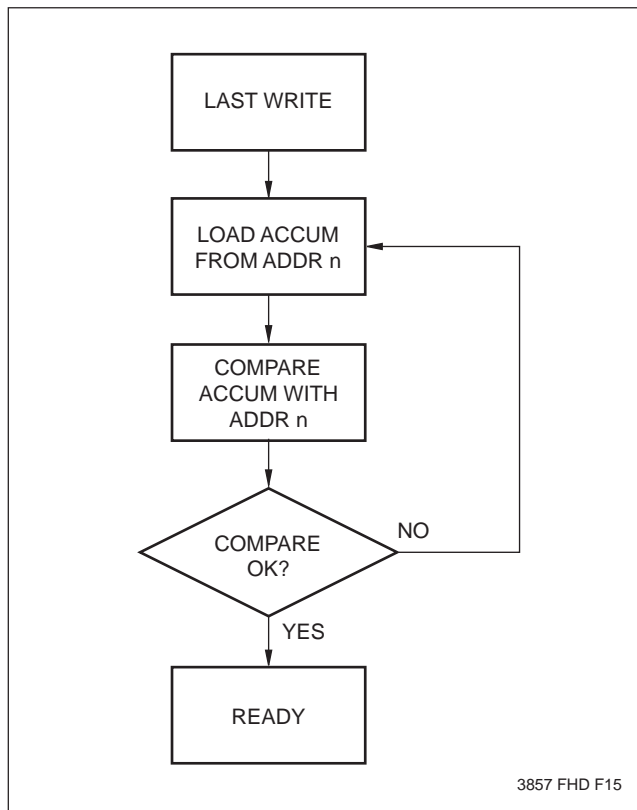 LAST WRITE
LOAD ACCUM
FROM ADDR n
COMPARE
ACCUM WITH
ADDR n
COMPARE
OK?
NO
YES
READY
3857 FHD F15